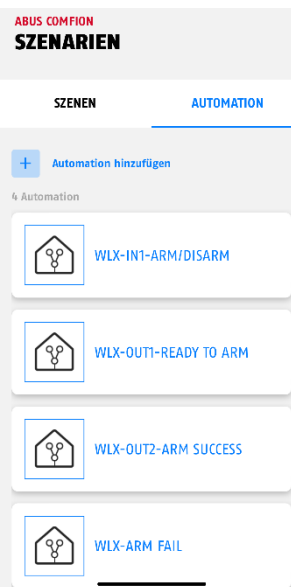 ABUS COMFION
SZENARIEN
SZENEN
AUTOMATION
+ Automation hinzufügen
4 Automation
WLX-IN1-ARM/DISARM
WLX-OUT1-READY TO ARM
WLX-OUT2-ARM SUCCESS
WLX-ARM FAIL